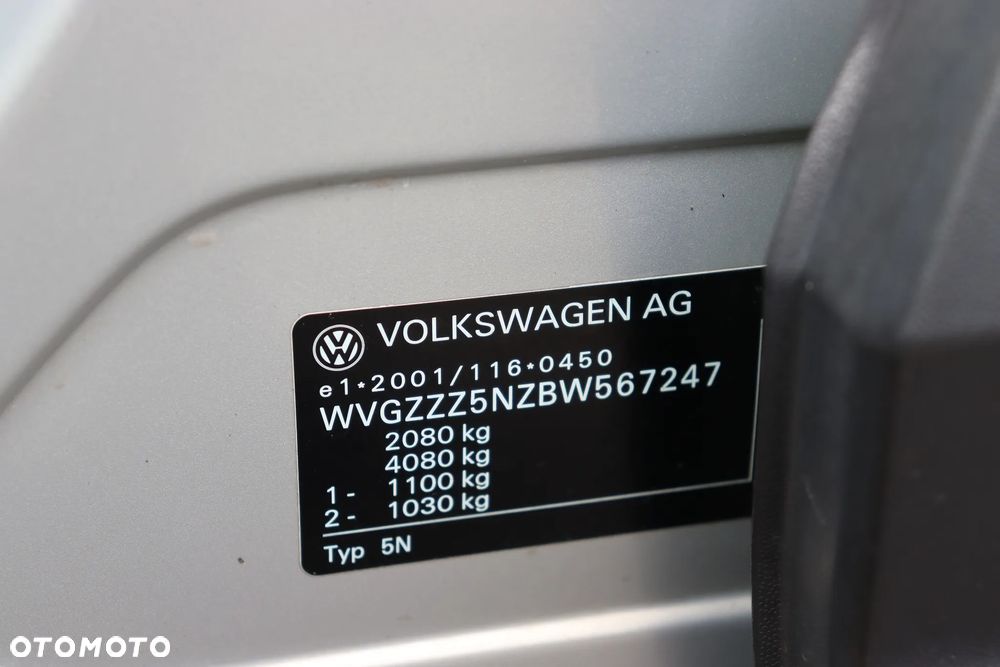 VOLKSWAGEN AG
e1*2001/116*0450
WVGZZZ5NZBW567247
2080 kg
4080 kg
1 - 1100 kg
2 - 1030 kg
Typ 5N
OTOMOTO